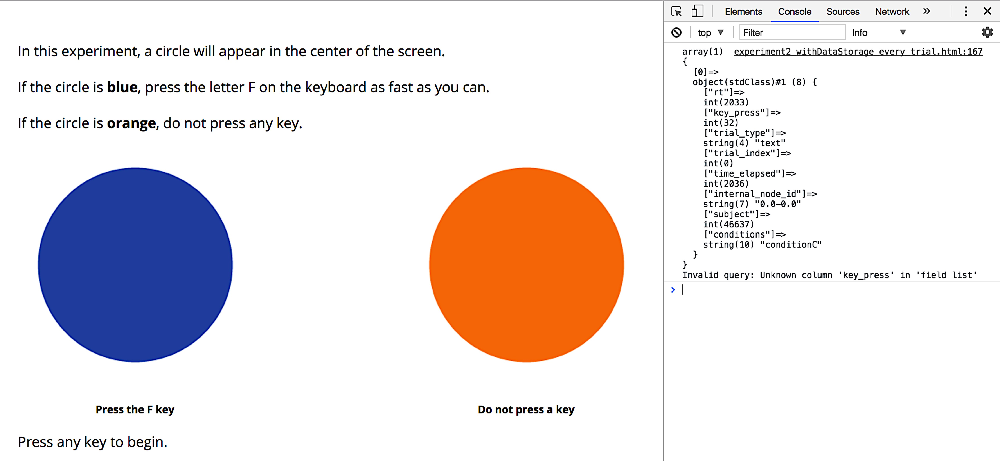 In this experiment, a circle will appear in the center of the screen.
If the circle is blue, press the letter F on the keyboard as fast as you can.
If the circle is orange, do not press any key.
Press the F key
Do not press a key
Press any key to begin.
Elements Console Sources Network »
top ▼ Filter Info ▼
array(1) experiment2_withDataStorage_every_trial.html:167
{
[0]=>
object(stdClass)#1 (8) {
["rt"]=>
int(2033)
["key_press"]=>
int(32)
["trial_type"]=>
string(4) "text"
["trial_index"]=>
int(0)
["time_elapsed"]=>
int(2036)
["internal_node_id"]=>
string(7) "0.0-0.0"
["subject"]=>
int(46637)
["conditions"]=>
string(10) "conditionC"
}
}
Invalid query: Unknown column 'key_press' in 'field list'
>